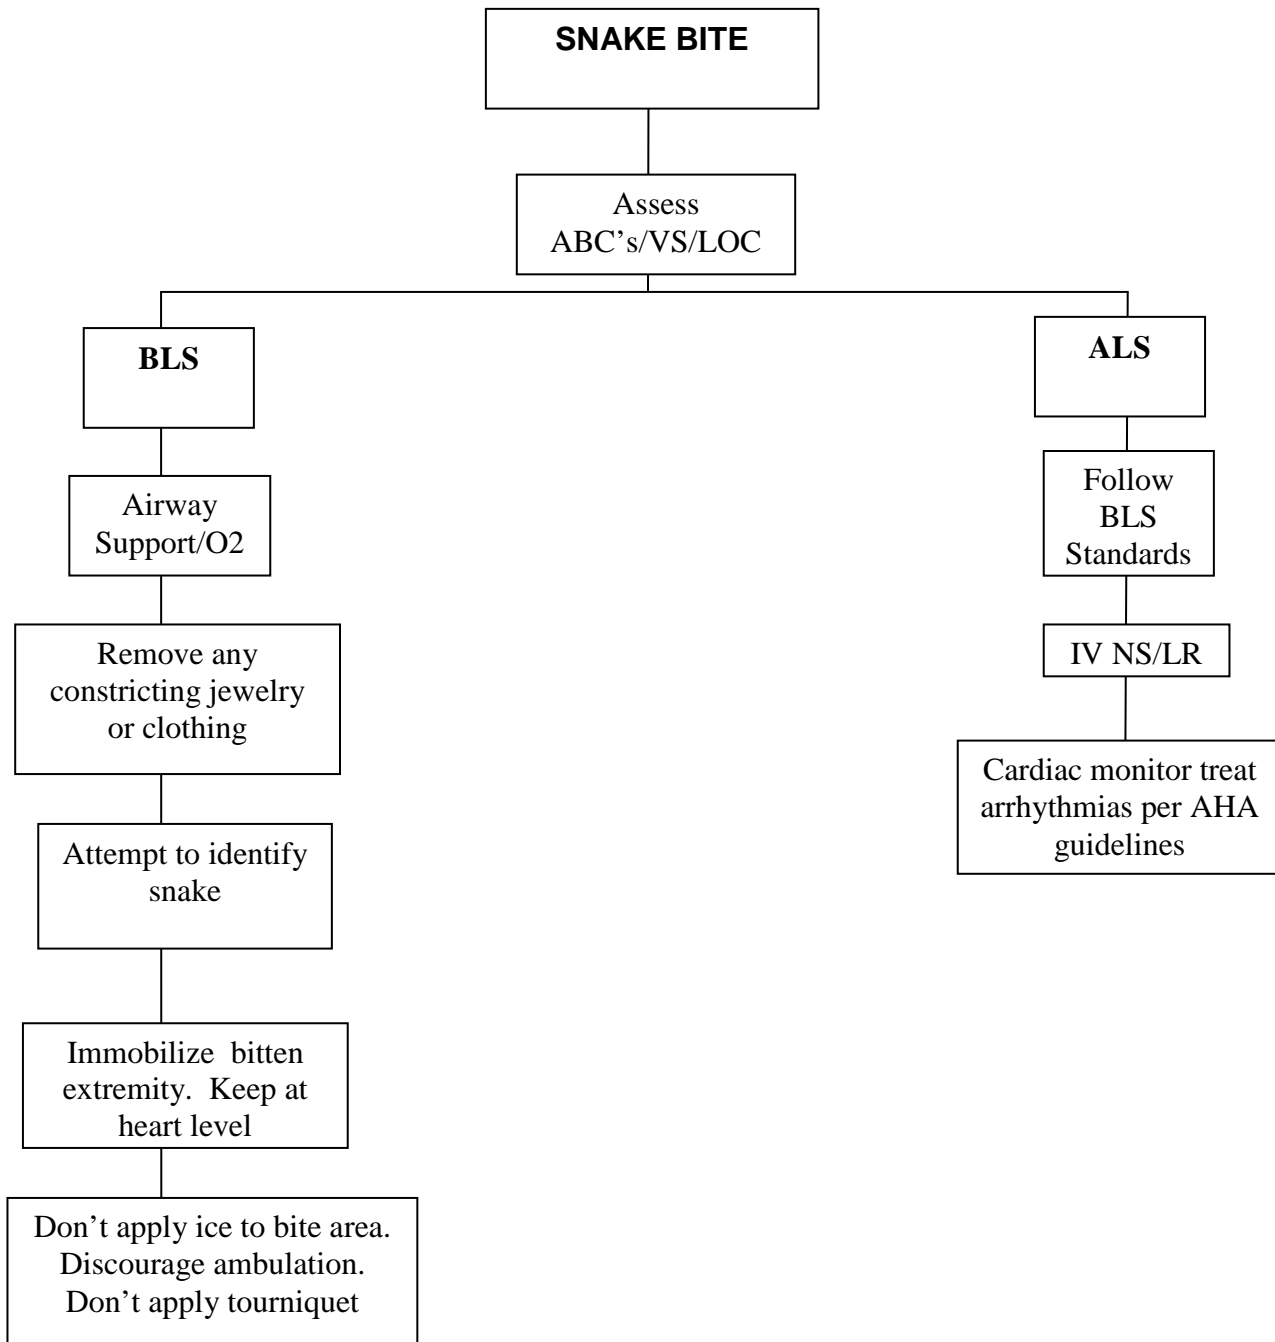 SNAKE BITE
Assess
ABC’s/VS/LOC
BLS
Airway
Support/O2
Remove any
constricting jewelry
or clothing
Attempt to identify
snake
Immobilize  bitten
extremity.  Keep at
heart level
Don’t apply ice to bite area.
Discourage ambulation.
Don’t apply tourniquet
ALS
Follow
BLS
Standards
IV NS/LR
Cardiac monitor treat
arrhythmias per AHA
guidelines